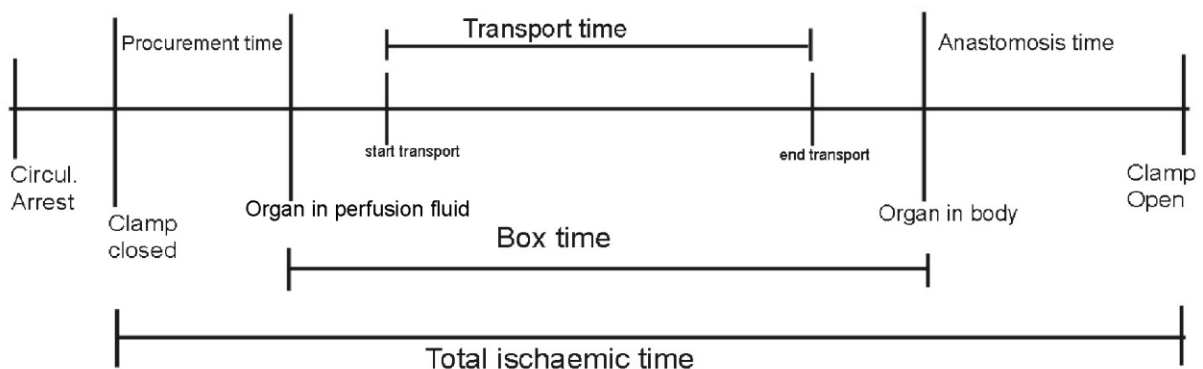 Procurement time
Transport time
Anastomosis time
start transport
end transport
Circul.
Arrest
Clamp
closed
Organ in perfusion fluid
Organ in body
Clamp
Open
Box time
Total ischaemic time